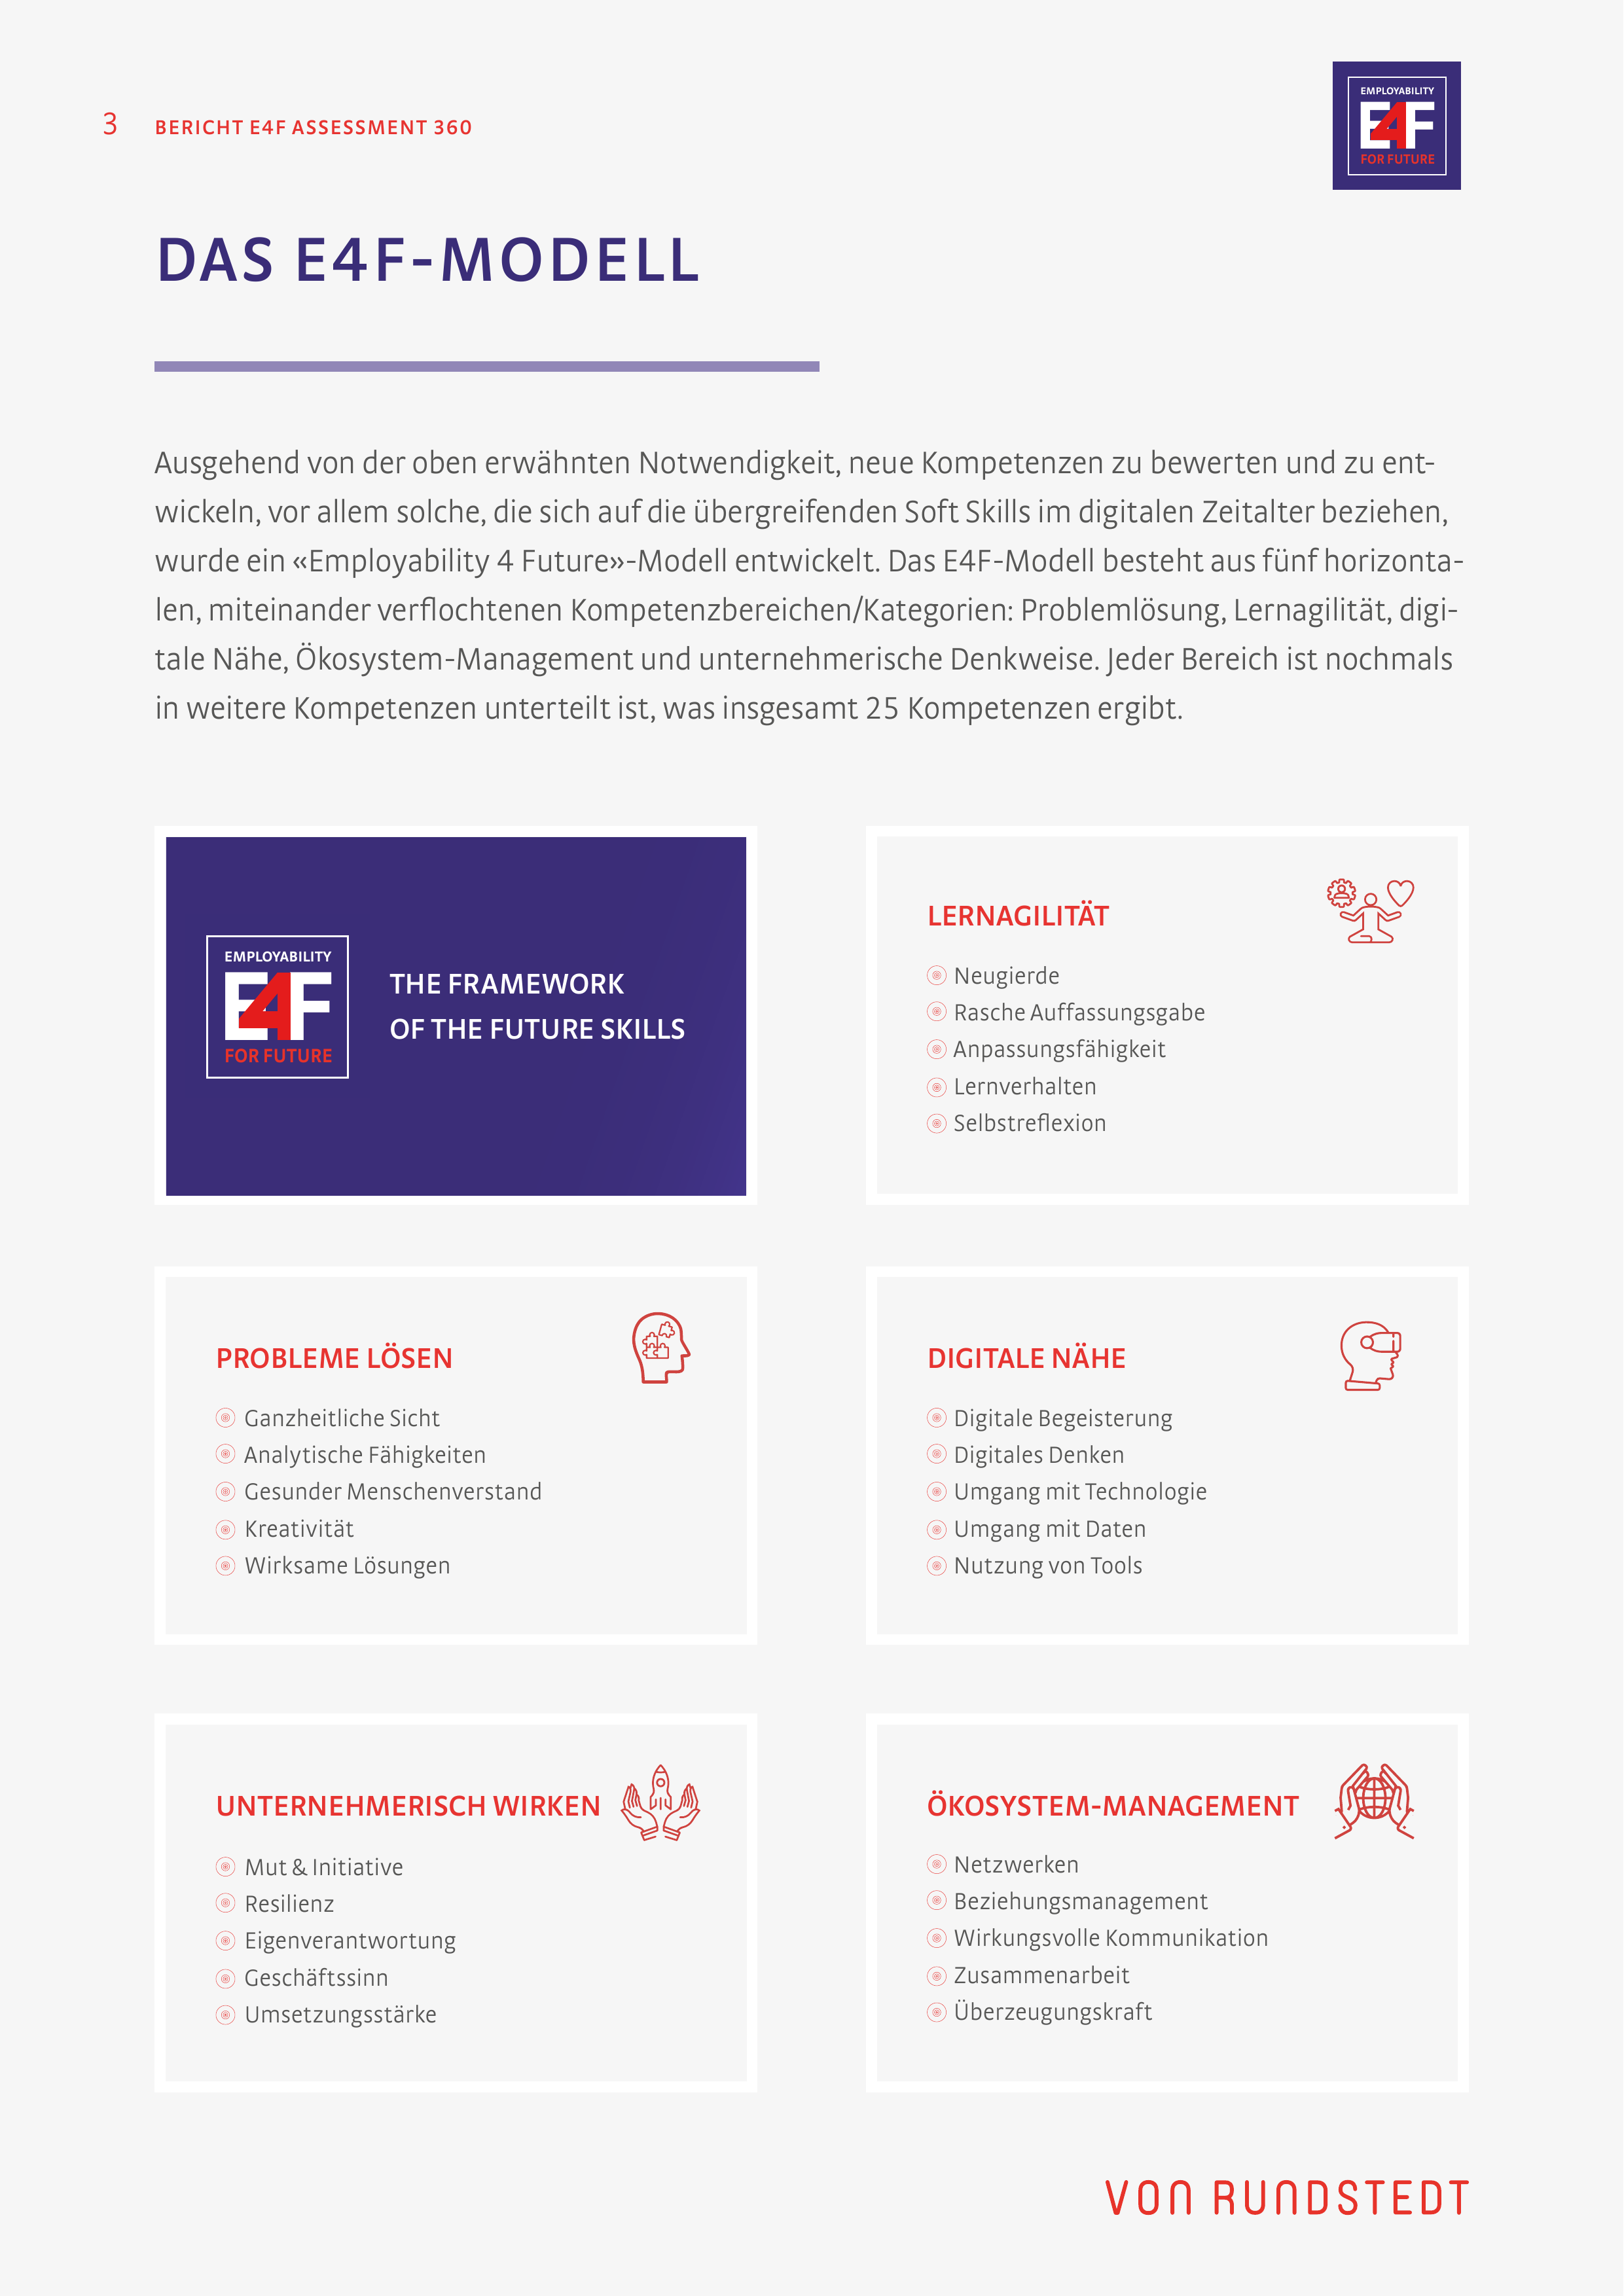 3 BERICHT E4F ASSESSMENT 360
EMPLOYABILITY
E4F
FOR FUTURE
DAS E4F-MODELL
Ausgehend von der oben erwähnten Notwendigkeit, neue Kompetenzen zu bewerten und zu ent-
wickeln, vor allem solche, die sich auf die übergreifenden Soft Skills im digitalen Zeitalter beziehen,
wurde ein «Employability 4 Future»-Modell entwickelt. Das E4F-Modell besteht aus fünf horizonta-
len, miteinander verflochtenen Kompetenzbereichen/Kategorien: Problemlösung, Lernagilität, digi-
tale Nähe, Ökosystem-Management und unternehmerische Denkweise. Jeder Bereich ist nochmals
in weitere Kompetenzen unterteilt ist, was insgesamt 25 Kompetenzen ergibt.
EMPLOYABILITY
E4F
FOR FUTURE
THE FRAMEWORK
OF THE FUTURE SKILLS
LERNAGILITÄT
Neugierde
Rasche Auffassungsgabe
Anpassungsfähigkeit
Lernverhalten
Selbstreflexion
PROBLEME LÖSEN
Ganzheitliche Sicht
Analytische Fähigkeiten
Gesunder Menschenverstand
Kreativität
Wirksame Lösungen
DIGITALE NÄHE
Digitale Begeisterung
Digitales Denken
Umgang mit Technologie
Umgang mit Daten
Nutzung von Tools
UNTERNEHMERISCH WIRKEN
Mut & Initiative
Resilienz
Eigenverantwortung
Geschäftssinn
Umsetzungsstärke
ÖKOSYSTEM-MANAGEMENT
Netzwerken
Beziehungsmanagement
Wirkungsvolle Kommunikation
Zusammenarbeit
Überzeugungskraft
VON RUNDSTEDT